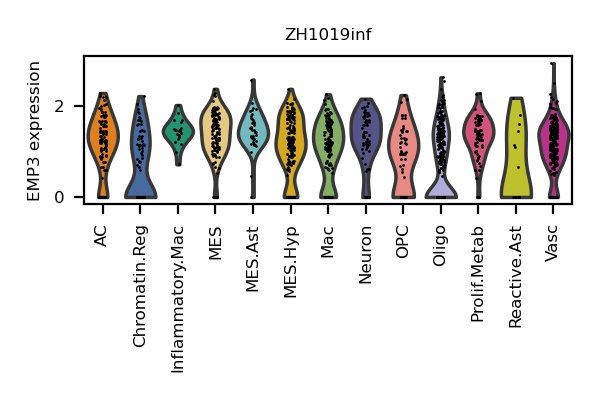 ZH1019inf
EMP3 expression
2
0
AC
Chromatin.Reg
Inflammatory.Mac
MES
MES.Ast
MES.Hyp
Mac
Neuron
OPC
Oligo
Prolif.Metab
Reactive.Ast
Vasc